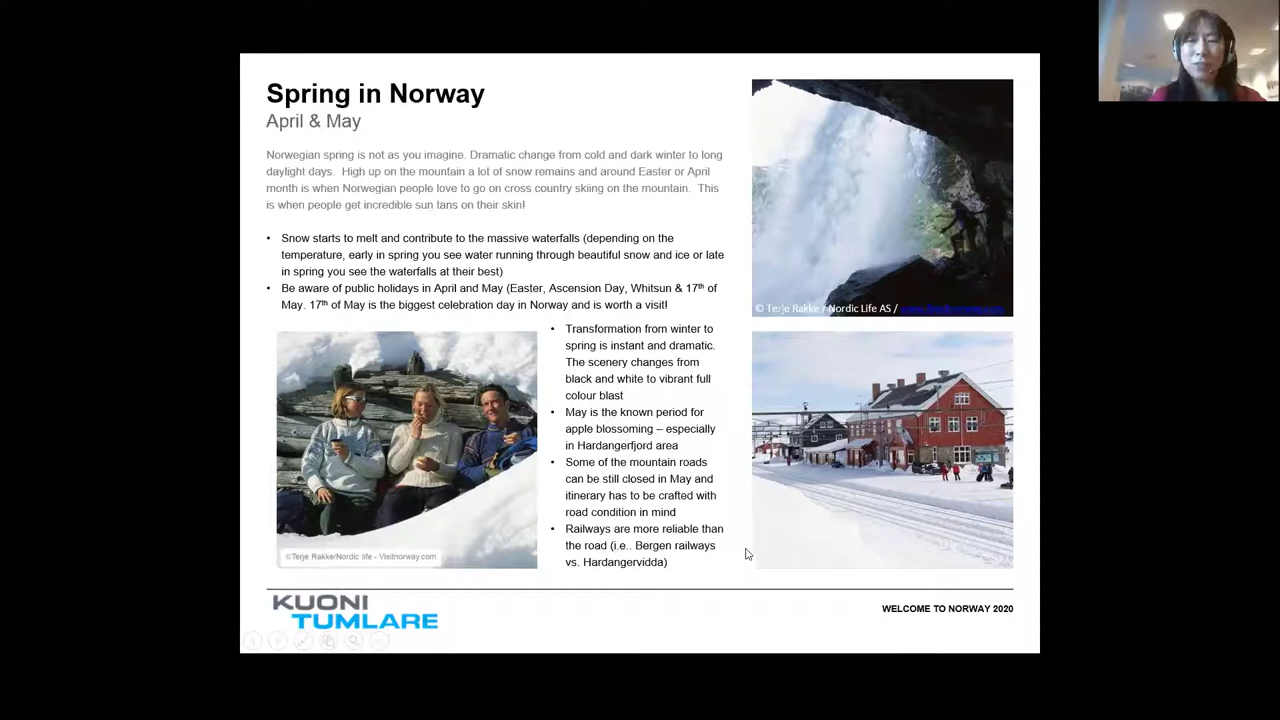 Spring in Norway
April & May
Norwegian spring is not as you imagine. Dramatic change from cold and dark winter to long
daylight days. High up on the mountain a lot of snow remains and around Easter or April
month is when Norwegian people love to go on cross country skiing on the mountain. This
is when people get incredible sun tans on their skin!
• Snow starts to melt and contribute to the massive waterfalls (depending on the
temperature, early in spring you see water running through beautiful snow and ice or late
in spring you see the waterfalls at their best)
• Be aware of public holidays in April and May (Easter, Ascension Day, Whitsun & 17th of
May. 17th of May is the biggest celebration day in Norway and is worth a visit!
© Terje Rakke / Nordic Life AS /
• Transformation from winter to
spring is instant and dramatic.
The scenery changes from
black and white to vibrant full
colour blast
• May is the known period for
apple blossoming – especially
in Hardangerfjord area
• Some of the mountain roads
can be still closed in May and
itinerary has to be crafted with
road condition in mind
• Railways are more reliable than
the road (i.e.. Bergen railways
vs. Hardangervidda)
©Terje Rakke/Nordic life - Visitnorway.com
KUONI
TUMLARE
WELCOME TO NORWAY 2020